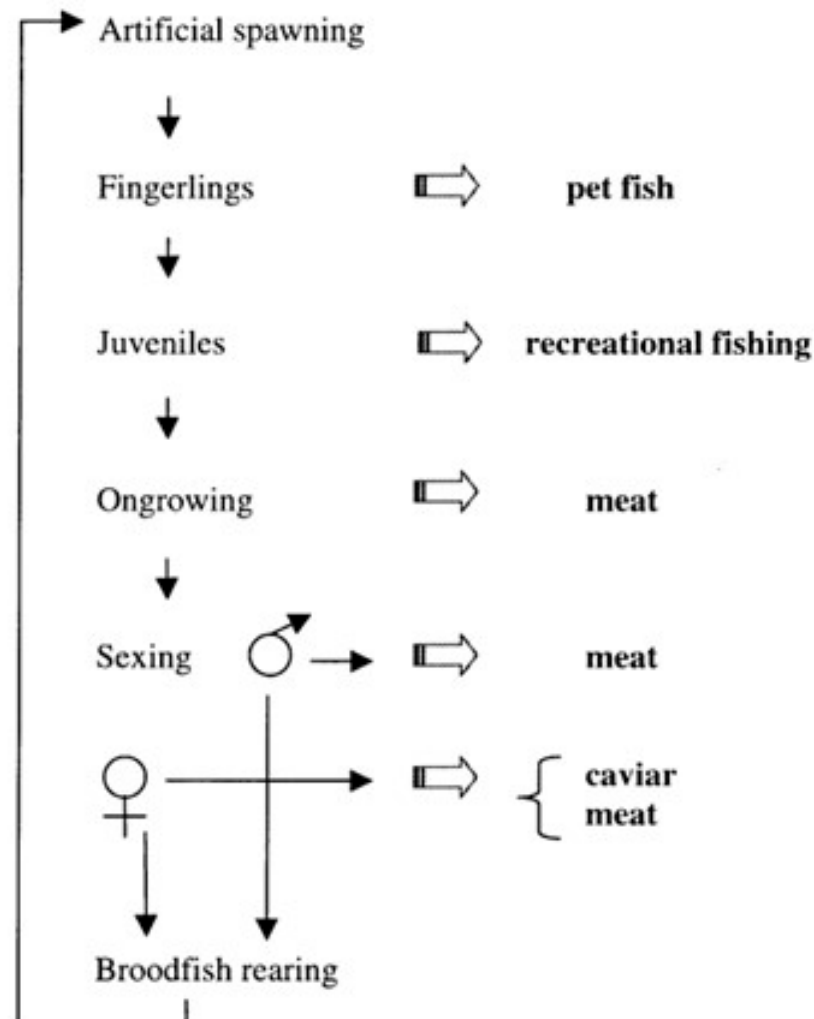 Artificial spawning
Fingerlings pet fish
Juveniles recreational fishing
Ongrowing meat
Sexing meat
caviar
meat
Broodfish rearing